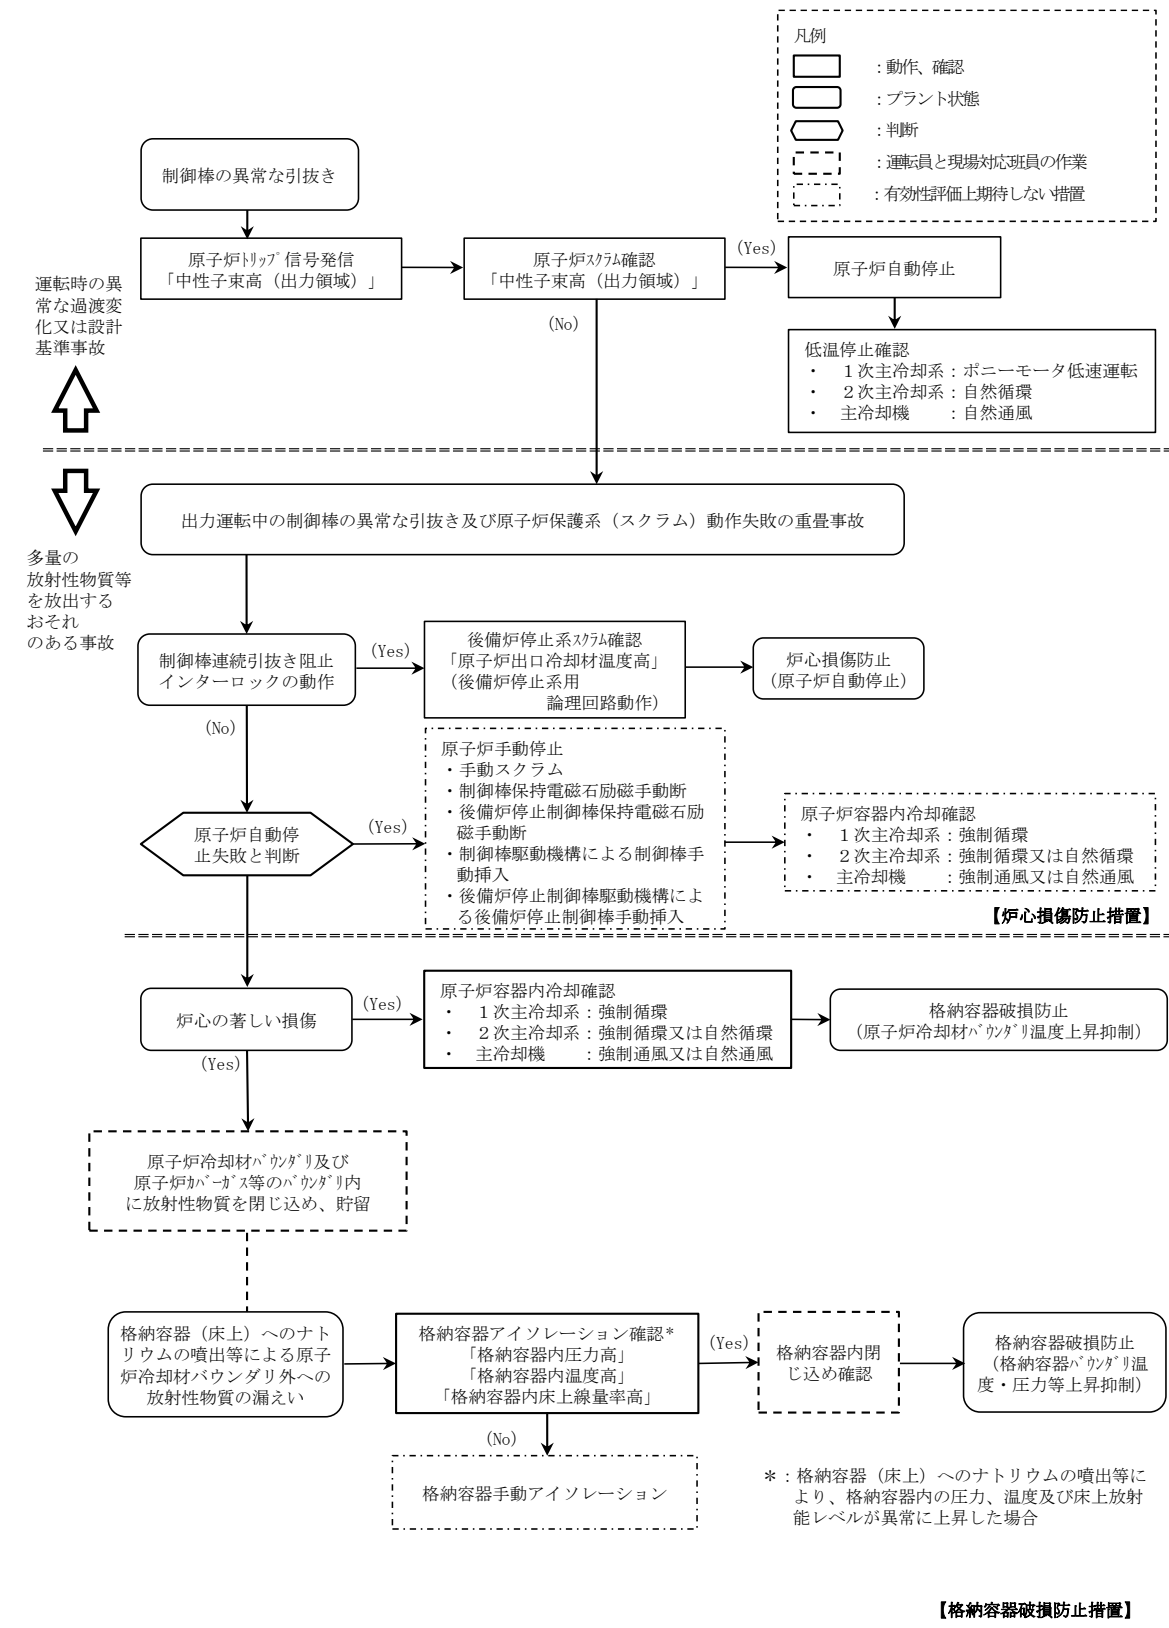 凡例
：動作、確認
：プラント状態
：判断
：運転員と現場対応班員の作業
：有効性評価上期待しない措置
制御棒の異常な引抜き
原子炉ﾄﾘｯﾌﾟ信号発信
「中性子束高（出力領域）」
原子炉ｽｸﾗﾑ確認
「中性子束高（出力領域）」
(Yes)
原子炉自動停止
(No)
低温停止確認
・　１次主冷却系：ポニーモータ低速運転
・　２次主冷却系：自然循環
・　主冷却機　　：自然通風
運転時の異
常な過渡変
化又は設計
基準事故
多量の
放射性物質等
を放出する
おそれ
のある事故
出力運転中の制御棒の異常な引抜き及び原子炉保護系（スクラム）動作失敗の重畳事故
制御棒連続引抜き阻止
インターロックの動作
(Yes)
後備炉停止系ｽｸﾗﾑ確認
「原子炉出口冷却材温度高」
（後備炉停止系用
論理回路動作）
炉心損傷防止
（原子炉自動停止）
(No)
原子炉自動停
止失敗と判断
(Yes)
原子炉手動停止
・手動スクラム
・制御棒保持電磁石励磁手動断
・後備炉停止制御棒保持電磁石励
磁手動断
・制御棒駆動機構による制御棒手
動挿入
・後備炉停止制御棒駆動機構によ
る後備炉停止制御棒手動挿入
原子炉容器内冷却確認
・　１次主冷却系：強制循環
・　２次主冷却系：強制循環又は自然循環
・　主冷却機　　：強制通風又は自然通風
【炉心損傷防止措置】
炉心の著しい損傷
(Yes)
原子炉容器内冷却確認
・　１次主冷却系：強制循環
・　２次主冷却系：強制循環又は自然循環
・　主冷却機　　：強制通風又は自然通風
格納容器破損防止
（原子炉冷却材ﾊﾞｳﾝﾀﾞﾘ温度上昇抑制）
(Yes)
原子炉冷却材ﾊﾞｳﾝﾀﾞﾘ及び
原子炉ｶﾊﾞｰｶﾞｽ等のﾊﾞｳﾝﾀﾞﾘ内
に放射性物質を閉じ込め、貯留
格納容器（床上）へのナト
リウムの噴出等による原子
炉冷却材バウンダリ外への
放射性物質の漏えい
格納容器アイソレーション確認*
「格納容器内圧力高」
「格納容器内温度高」
「格納容器内床上線量率高」
(Yes)
格納容器内閉
じ込め確認
格納容器破損防止
（格納容器ﾊﾞｳﾝﾀﾞﾘ温
度・圧力等上昇抑制）
(No)
格納容器手動アイソレーション
＊：格納容器（床上）へのナトリウムの噴出等に
より、格納容器内の圧力、温度及び床上放射
能レベルが異常に上昇した場合
【格納容器破損防止措置】